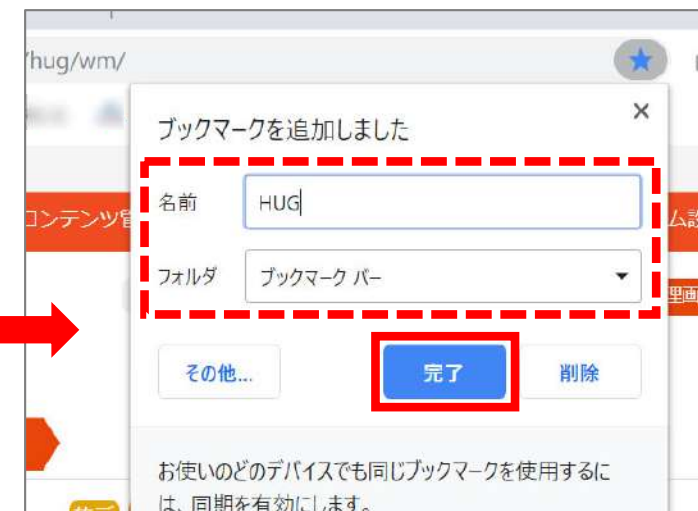 /hug/wm/
ブックマークを追加しました
名前 HUG
コンテンツ管
ム設
フォルダ ブックマーク バー
理画
その他...
完了
削除
お使いのどのデバイスでも同じブックマークを使用するに
は、同期を有効にします。